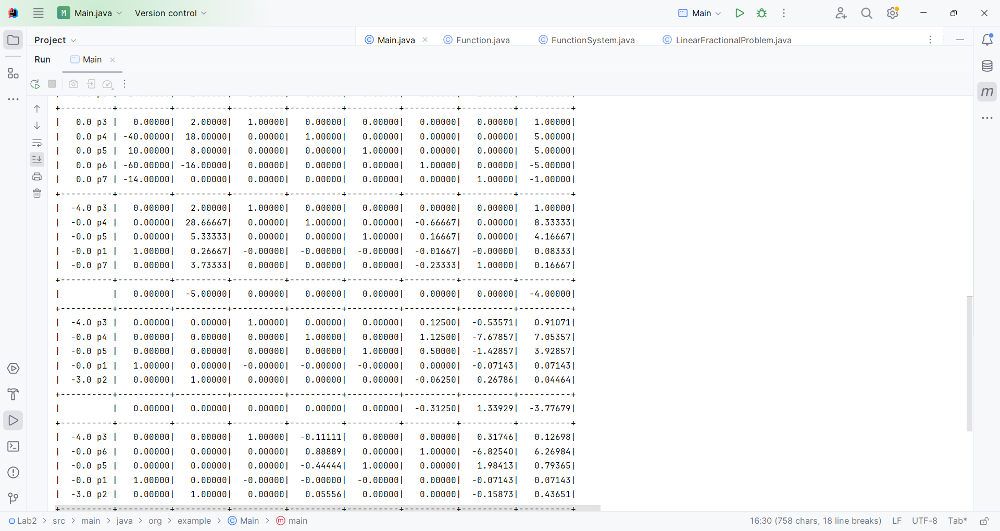 M Main.java Version control Main
Project Main.java Function.java FunctionSystem.java LinearFractionalProblem.java
Run Main
+----------+----------+----------+----------+----------+----------+----------+----------+----------+
| 0.0 p3 | 0.00000| 2.00000| 1.00000| 0.00000| 0.00000| 0.00000| 0.00000| 1.00000|
| 0.0 p4 | -40.00000| 18.00000| 0.00000| 1.00000| 0.00000| 0.00000| 0.00000| 5.00000|
| 0.0 p5 | 10.00000| 8.00000| 0.00000| 0.00000| 1.00000| 0.00000| 0.00000| 5.00000|
| 0.0 p6 | -60.00000| -16.00000| 0.00000| 0.00000| 0.00000| 1.00000| 0.00000| -5.00000|
| 0.0 p7 | -14.00000| 0.00000| 0.00000| 0.00000| 0.00000| 0.00000| 1.00000| -1.00000|
+----------+----------+----------+----------+----------+----------+----------+----------+----------+
| -4.0 p3 | 0.00000| 2.00000| 1.00000| 0.00000| 0.00000| 0.00000| 0.00000| 1.00000|
| -0.0 p4 | 0.00000| 28.66667| 0.00000| 1.00000| 0.00000| -0.66667| 0.00000| 8.33333|
| -0.0 p5 | 0.00000| 5.33333| 0.00000| 0.00000| 1.00000| 0.16667| 0.00000| 4.16667|
| -0.0 p1 | 1.00000| 0.26667| -0.00000| -0.00000| -0.00000| -0.01667| -0.00000| 0.08333|
| -0.0 p7 | 0.00000| 3.73333| 0.00000| 0.00000| 0.00000| -0.23333| 1.00000| 0.16667|
+----------+----------+----------+----------+----------+----------+----------+----------+----------+
| | 0.00000| -5.00000| 0.00000| 0.00000| 0.00000| 0.00000| 0.00000| -4.00000|
+----------+----------+----------+----------+----------+----------+----------+----------+----------+
| -4.0 p3 | 0.00000| 0.00000| 1.00000| 0.00000| 0.00000| 0.12500| -0.53571| 0.91071|
| -0.0 p4 | 0.00000| 0.00000| 0.00000| 1.00000| 0.00000| 1.12500| -7.67857| 7.05357|
| -0.0 p5 | 0.00000| 0.00000| 0.00000| 0.00000| 1.00000| 0.50000| -1.42857| 3.92857|
| -0.0 p1 | 1.00000| 0.00000| -0.00000| -0.00000| -0.00000| 0.00000| -0.07143| 0.07143|
| -3.0 p2 | 0.00000| 1.00000| 0.00000| 0.00000| 0.00000| -0.06250| 0.26786| 0.04464|
+----------+----------+----------+----------+----------+----------+----------+----------+----------+
| | 0.00000| 0.00000| 0.00000| 0.00000| 0.00000| -0.31250| 1.33929| -3.77679|
+----------+----------+----------+----------+----------+----------+----------+----------+----------+
| -4.0 p3 | 0.00000| 0.00000| 1.00000| -0.11111| 0.00000| 0.00000| 0.31746| 0.12698|
| -0.0 p6 | 0.00000| 0.00000| 0.00000| 0.88889| 0.00000| 1.00000| -6.82540| 6.26984|
| -0.0 p5 | 0.00000| 0.00000| 0.00000| -0.44444| 1.00000| 0.00000| 1.98413| 0.79365|
| -0.0 p1 | 1.00000| 0.00000| -0.00000| -0.00000| -0.00000| 0.00000| -0.07143| 0.07143|
| -3.0 p2 | 0.00000| 1.00000| 0.00000| 0.05556| 0.00000| 0.00000| -0.15873| 0.43651|
+----------+----------+----------+----------+----------+----------+----------+----------+----------+
Lab2 > src > main > java > org > example > Main > main 16:30 (758 chars, 18 line breaks) LF UTF-8 Tab*